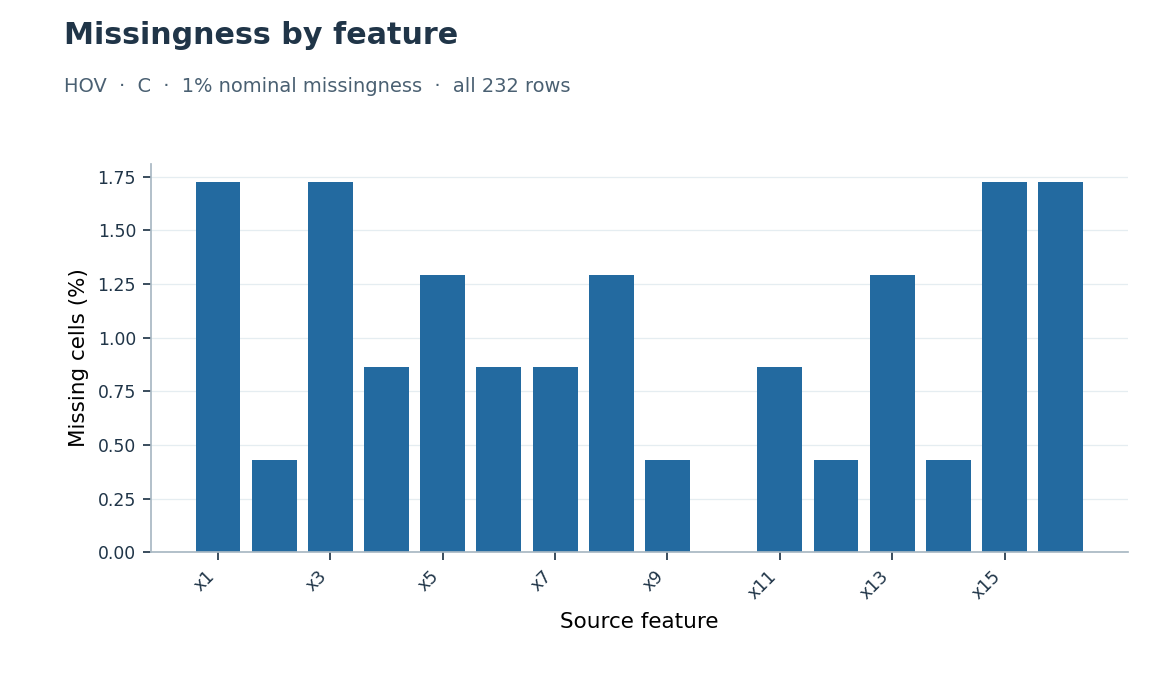 Missingness by feature
HOV · C · 1% nominal missingness · all 232 rows
1.75
1.50
1.25
1.00
0.75
0.50
0.25
0.00
Missing cells (%)
x1
x3
x5
x7
x9
x11
x13
x15
Source feature